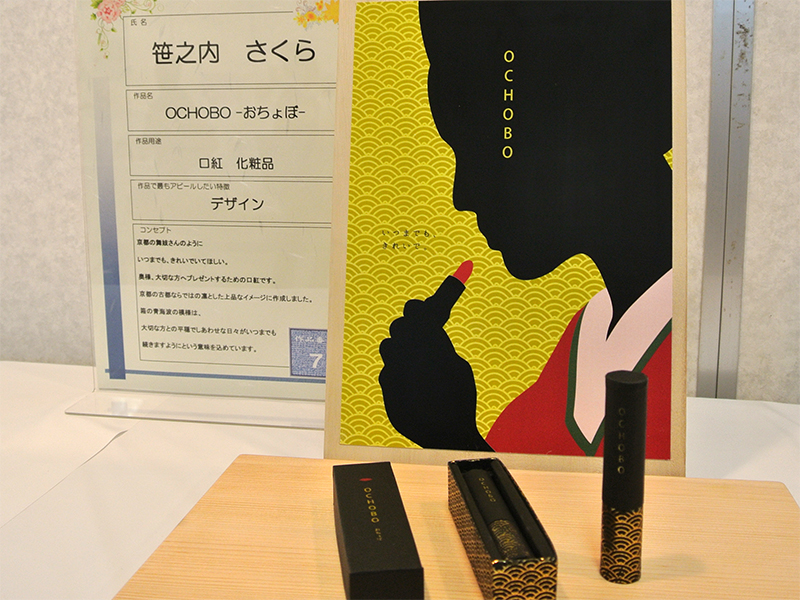 氏名
笹之内 さくら
作品名
OCHOBO -おちょぼ-
作品用途
口紅 化粧品
作品で最もアピールしたい特徴
デザイン
コンセプト
京都の舞妓さんのように
いつまでも、きれいでいてほしい。
奥様、大切な方へプレゼントするための口紅です。
京都の古都ならではの凛とした上品なイメージに作成しました。
箱の青海波の模様は、
大切な方との平穏でしあわせな日々がいつまでも
続きますようにという意味を込めています。
7
OCHOBO
いつまでも、
きれいで。
OCHOBO
OCHOBO
OCHOBO